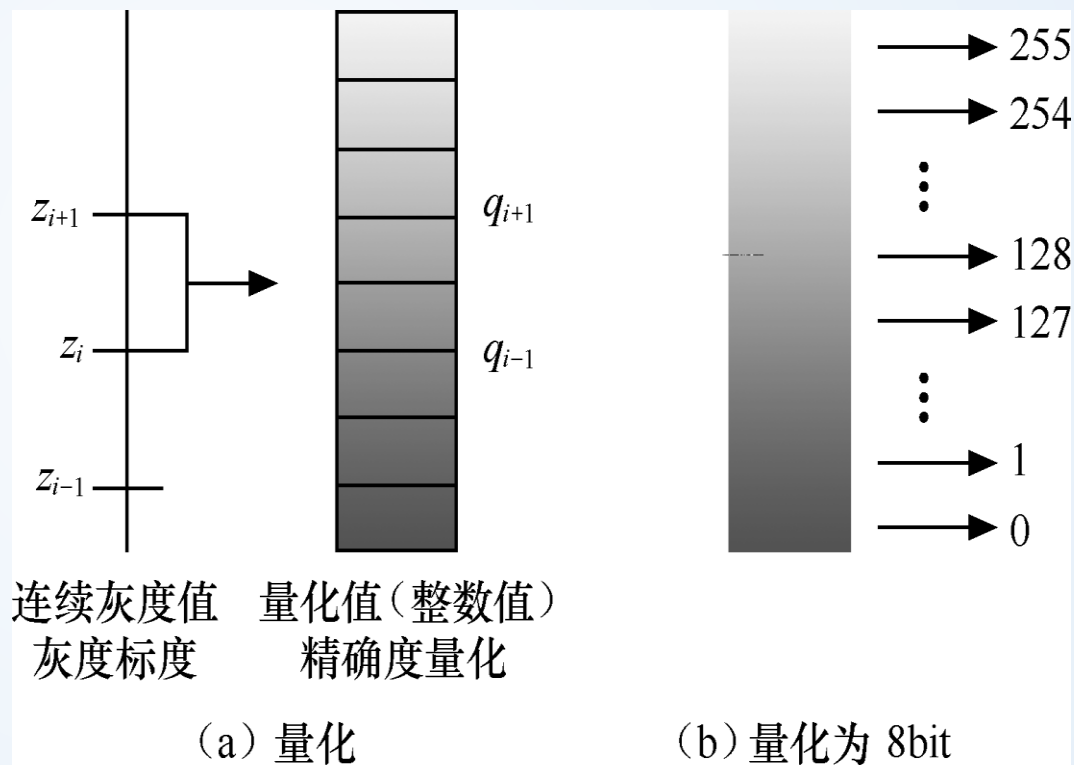 255
254
z_{i+1}
q_{i+1}
128
127
z_i
q_{i-1}
z_{i-1}
1
0
连续灰度值 量化值（整数值）
灰度标度 精确度量化
（a）量化 （b）量化为 8bit